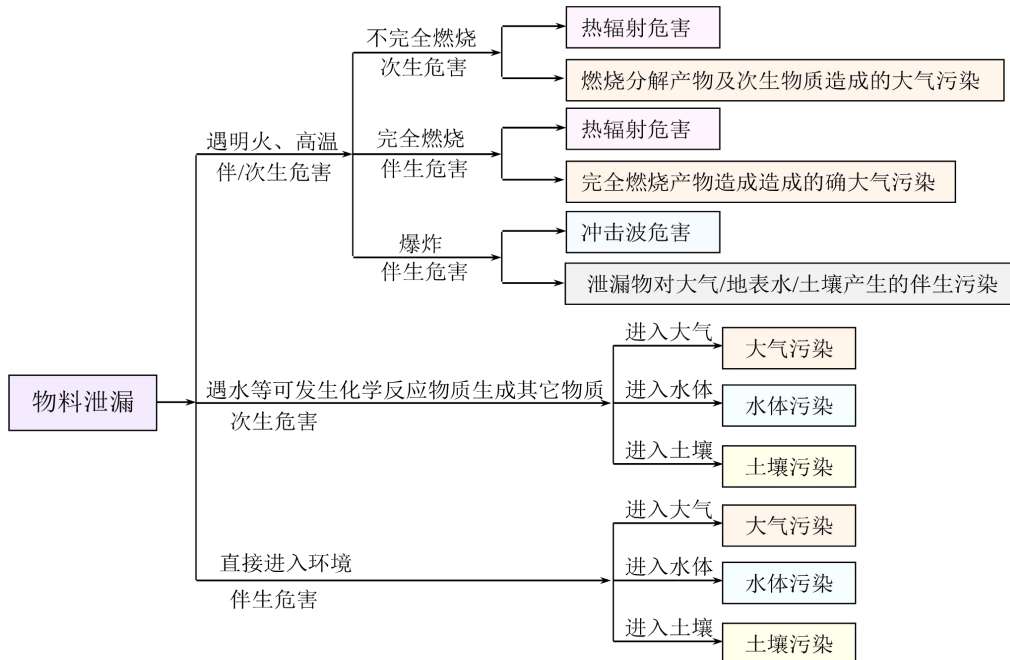 不完全燃烧
次生危害
热辐射危害
燃烧分解产物及次生物质造成的大气污染
遇明火、高温
伴/次生危害
完全燃烧
伴生危害
热辐射危害
完全燃烧产物造成造成的确大气污染
爆炸
伴生危害
冲击波危害
泄漏物对大气/地表水/土壤产生的伴生污染
物料泄漏
遇水等可发生化学反应物质生成其它物质
次生危害
进入大气
大气污染
进入水体
水体污染
进入土壤
土壤污染
直接进入环境
伴生危害
进入大气
大气污染
进入水体
水体污染
进入土壤
土壤污染